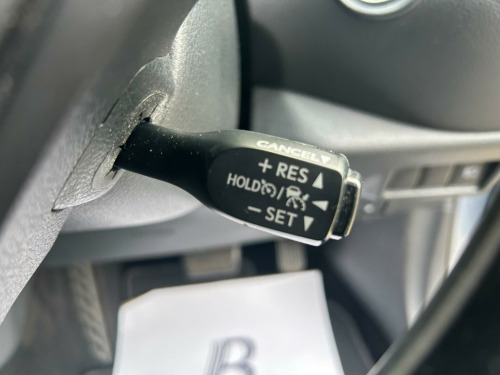 CANCEL▼
+ RES ▲
HOLD / ◄
− SET ▼
B